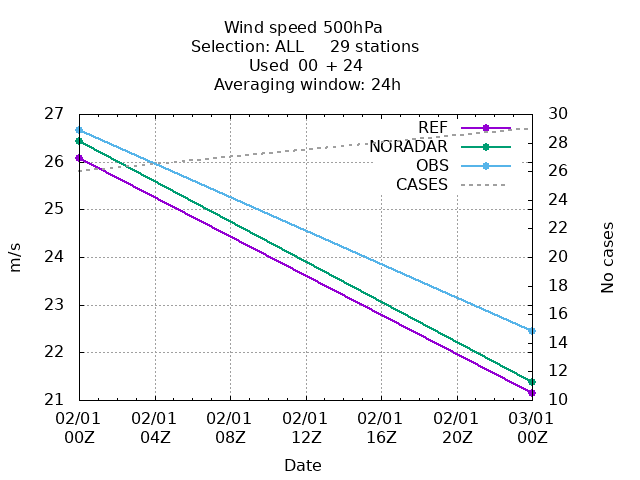 Wind speed 500hPa
Selection: ALL 29 stations
Used 00 + 24
Averaging window: 24h
27
26
25
24
23
22
21
m/s
30
28
26
24
22
20
18
16
14
12
10
No cases
REF
NORADAR
OBS
CASES
02/01 02/01 02/01 02/01 02/01 02/01 03/01
00Z 04Z 08Z 12Z 16Z 20Z 00Z
Date